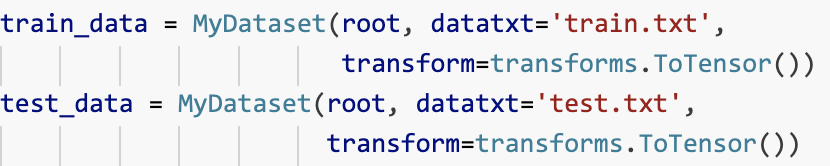 train_data = MyDataset(root, datatxt='train.txt',
transform=transforms.ToTensor())
test_data = MyDataset(root, datatxt='test.txt',
transform=transforms.ToTensor())